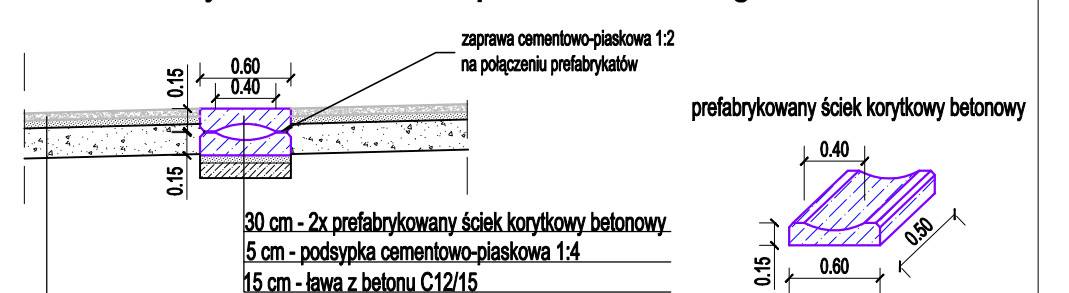 zaprawa cementowo-piaskowa 1:2
na połączeniu prefabrykatów
0.60
0.40
0.15
0.15
30 cm - 2x prefabrykowany ściek korytkowy betonowy
5 cm - podsypka cementowo-piaskowa 1:4
15 cm - ława z betonu C12/15
prefabrykowany ściek korytkowy betonowy
0.40
0.50
0.15
0.60